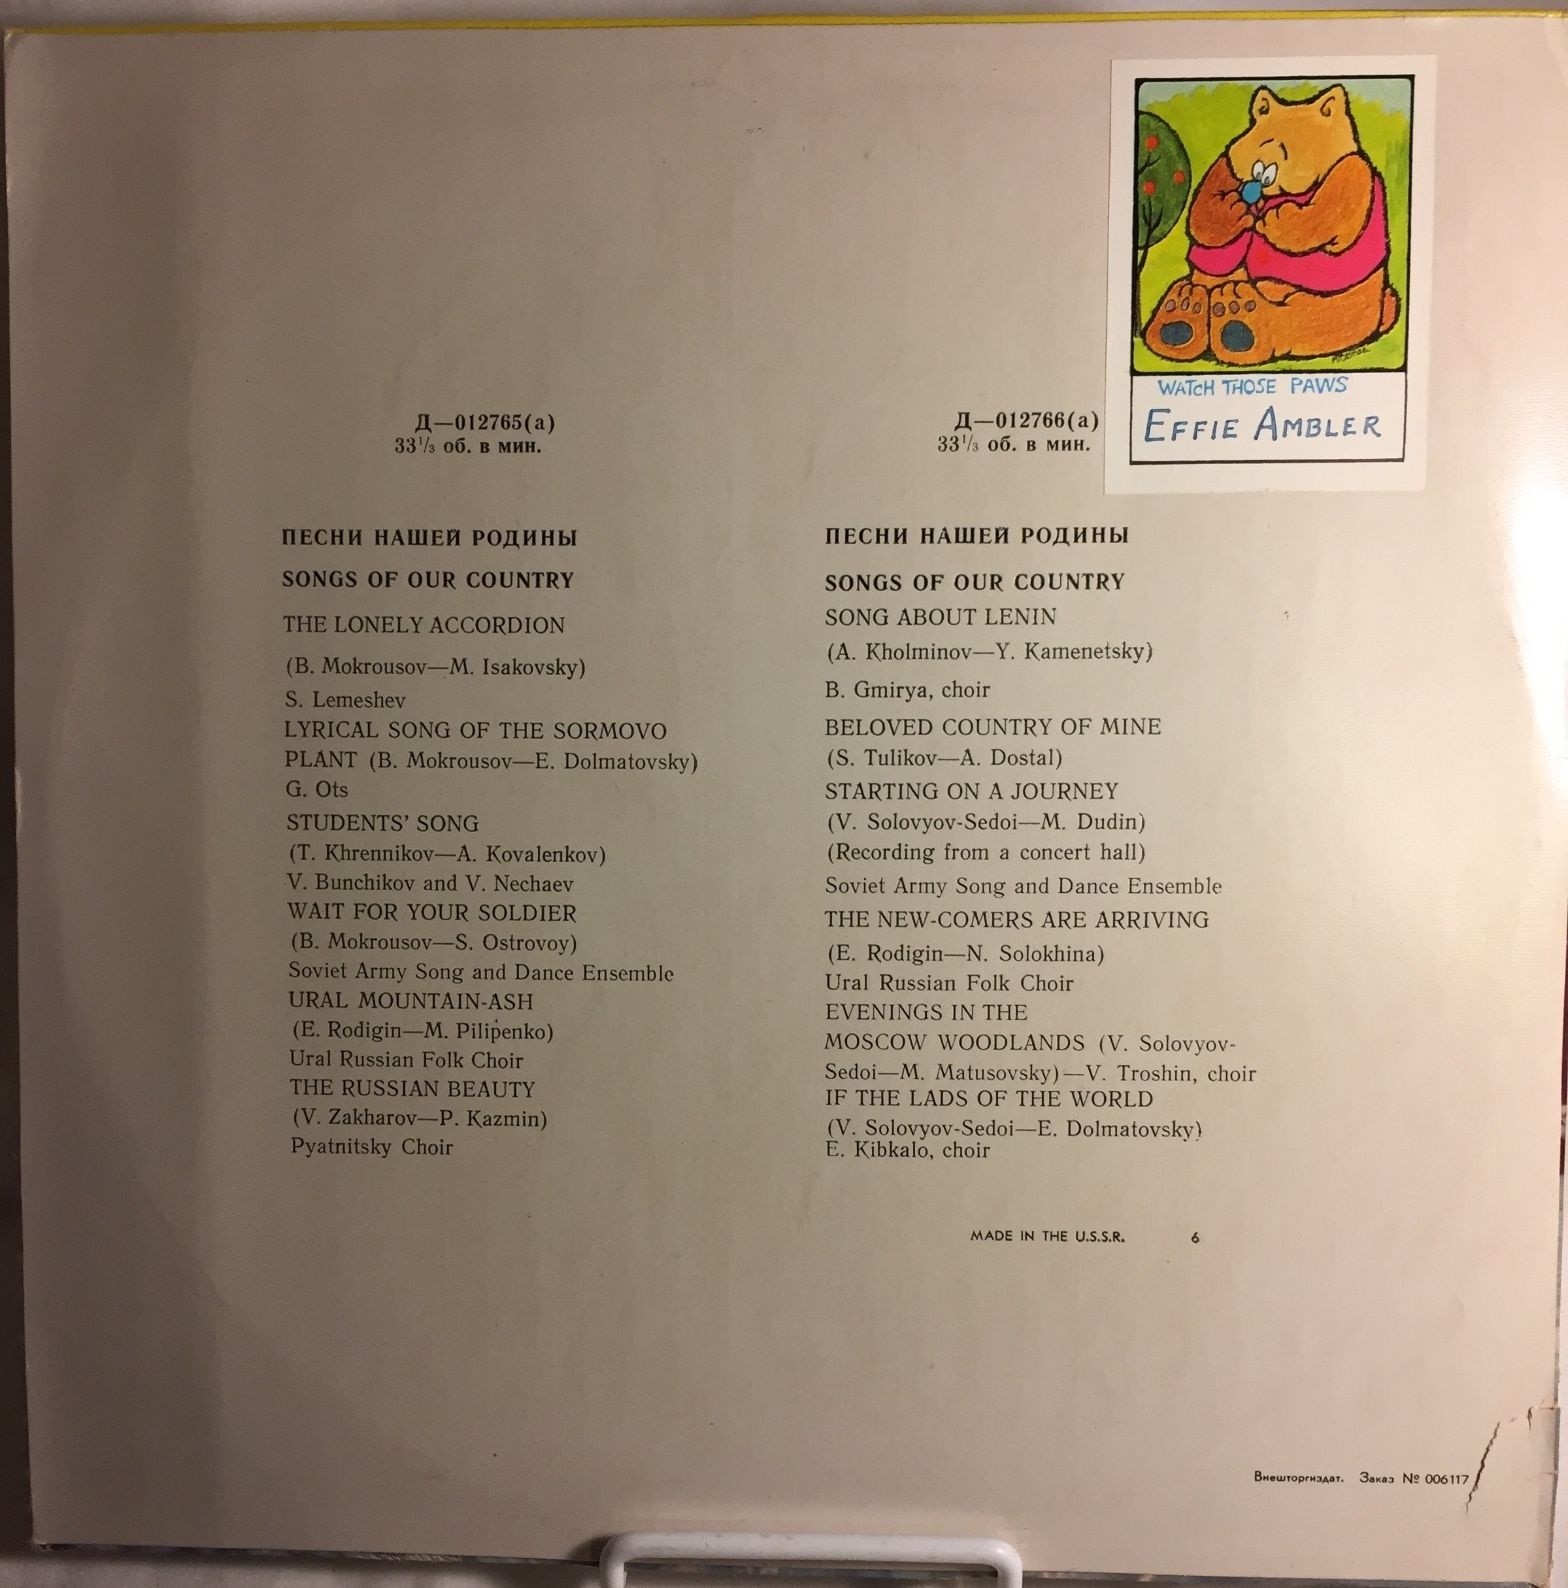 Д—012765(а)
33 1/3 об. в мин.
ПЕСНИ НАШЕЙ РОДИНЫ
SONGS OF OUR COUNTRY
THE LONELY ACCORDION
(B. Mokrousov—M. Isakovsky)
S. Lemeshev
LYRICAL SONG OF THE SORMOVO
PLANT (B. Mokrousov—E. Dolmatovsky)
G. Ots
STUDENTS' SONG
(T. Khrennikov—A. Kovalenkov)
V. Bunchikov and V. Nechaev
WAIT FOR YOUR SOLDIER
(B. Mokrousov—S. Ostrovoy)
Soviet Army Song and Dance Ensemble
URAL MOUNTAIN-ASH
(E. Rodigin—M. Pilipenko)
Ural Russian Folk Choir
THE RUSSIAN BEAUTY
(V. Zakharov—P. Kazmin)
Pyatnitsky Choir
WATCH THOSE PAWS
EFFIE AMBLER
Д—012766(а)
33 1/3 об. в мин.
ПЕСНИ НАШЕЙ РОДИНЫ
SONGS OF OUR COUNTRY
SONG ABOUT LENIN
(A. Kholminov—Y. Kamenetsky)
B. Gmirya, choir
BELOVED COUNTRY OF MINE
(S. Tulikov—A. Dostal)
STARTING ON A JOURNEY
(V. Solovyov-Sedoi—M. Dudin)
(Recording from a concert hall)
Soviet Army Song and Dance Ensemble
THE NEW-COMERS ARE ARRIVING
(E. Rodigin—N. Solokhina)
Ural Russian Folk Choir
EVENINGS IN THE
MOSCOW WOODLANDS (V. Solovyov-
Sedoi—M. Matusovsky)—V. Troshin, choir
IF THE LADS OF THE WORLD
(V. Solovyov-Sedoi—E. Dolmatovsky)
E. Kibkalo, choir
MADE IN THE U.S.S.R. 6
Внешторгиздат. Заказ № 006117